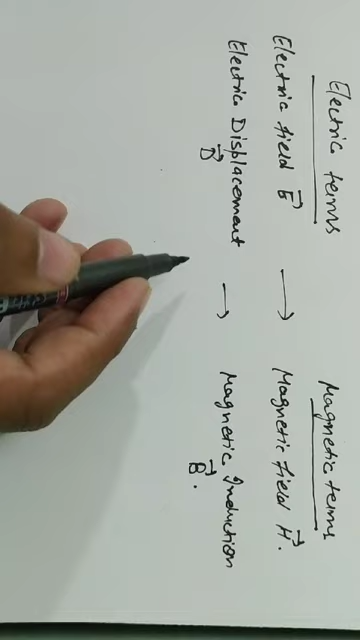 Electric terms Magnetic terms
Electric field E⃗ → Magnetic field H⃗.
Electric Displacement → Magnetic Induction
D⃗ B⃗.